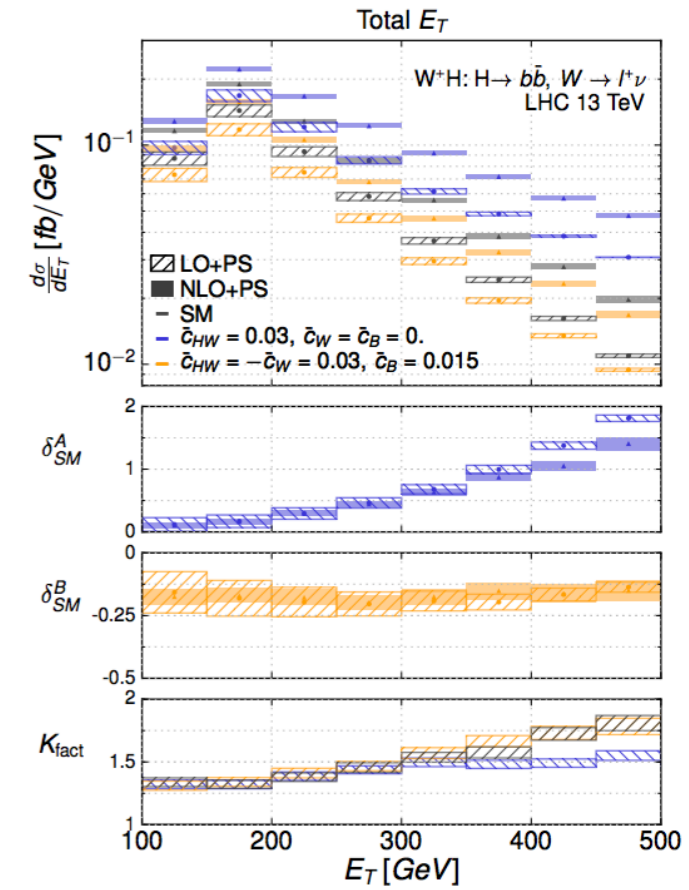 Total E_T
W⁺H: H→ bb̄, W → l⁺ν
LHC 13 TeV
dσ/dE_T [fb/GeV]
10⁻¹
10⁻²
LO+PS
NLO+PS
SM
c̄_HW = 0.03, c̄_W = c̄_B = 0.
c̄_HW = −c̄_W = 0.03, c̄_B = 0.015
δ^A_SM
2
1
0
δ^B_SM
0
-0.25
-0.5
K_fact
2
1.5
1
100 200 300 400 500
E_T [GeV]